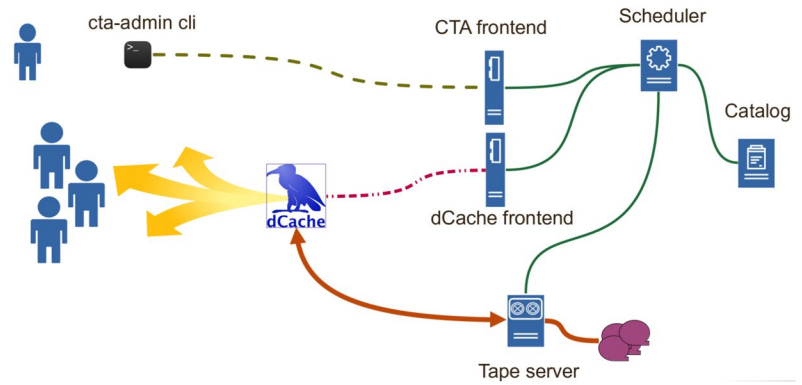 cta-admin cli
>_
CTA frontend
Scheduler
Catalog
dCache
dCache frontend
Tape server